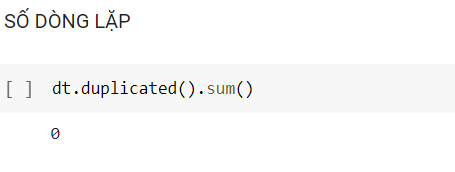 SỐ DÒNG LẶP
[ ] dt.duplicated().sum()
0